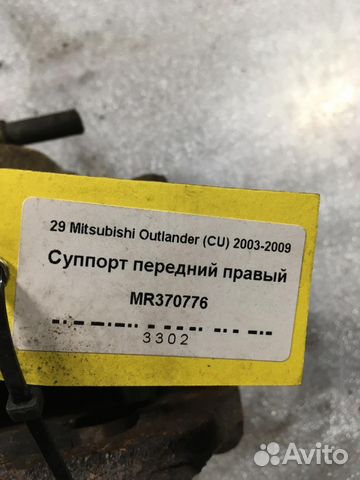 29 Mitsubishi Outlander (CU) 2003-2009
Суппорт передний правый
MR370776
3302
Avito